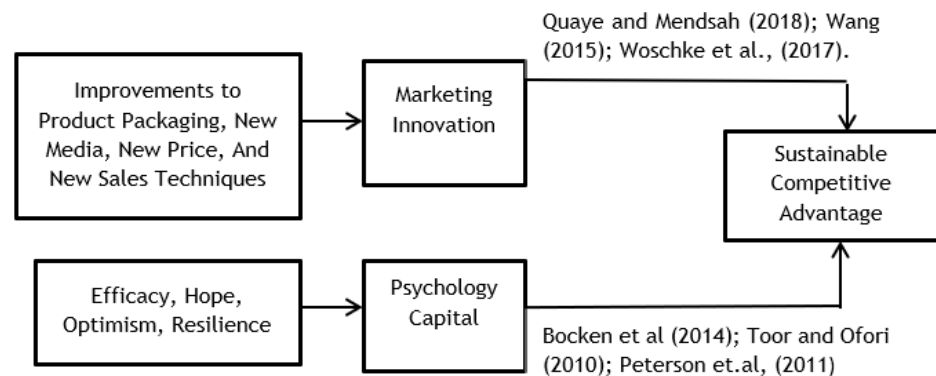 Quaye and Mendsah (2018); Wang
(2015); Woschke et al., (2017).
Improvements to
Product Packaging, New
Media, New Price, And
New Sales Techniques
Marketing
Innovation
Sustainable
Competitive
Advantage
Efficacy, Hope,
Optimism, Resilience
Psychology
Capital
Bocken et al (2014); Toor and Ofori
(2010); Peterson et.al, (2011)